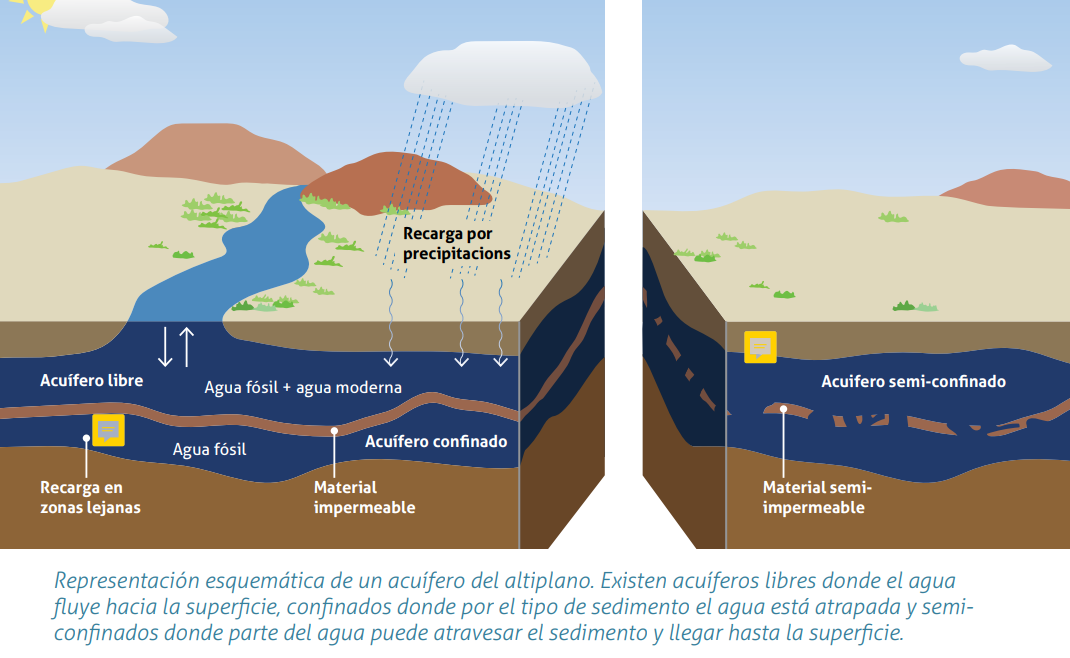 Recarga por
precipitacions
Acuífero libre
Agua fósil + agua moderna
Agua fósil
Acuífero confinado
Recarga en
zonas lejanas
Material
impermeable
Acuifero semi-confinado
Material semi-
impermeable
Representación esquemática de un acuífero del altiplano. Existen acuíferos libres donde el agua
fluye hacia la superficie, confinados donde por el tipo de sedimento el agua está atrapada y semi-
confinados donde parte del agua puede atravesar el sedimento y llegar hasta la superficie.